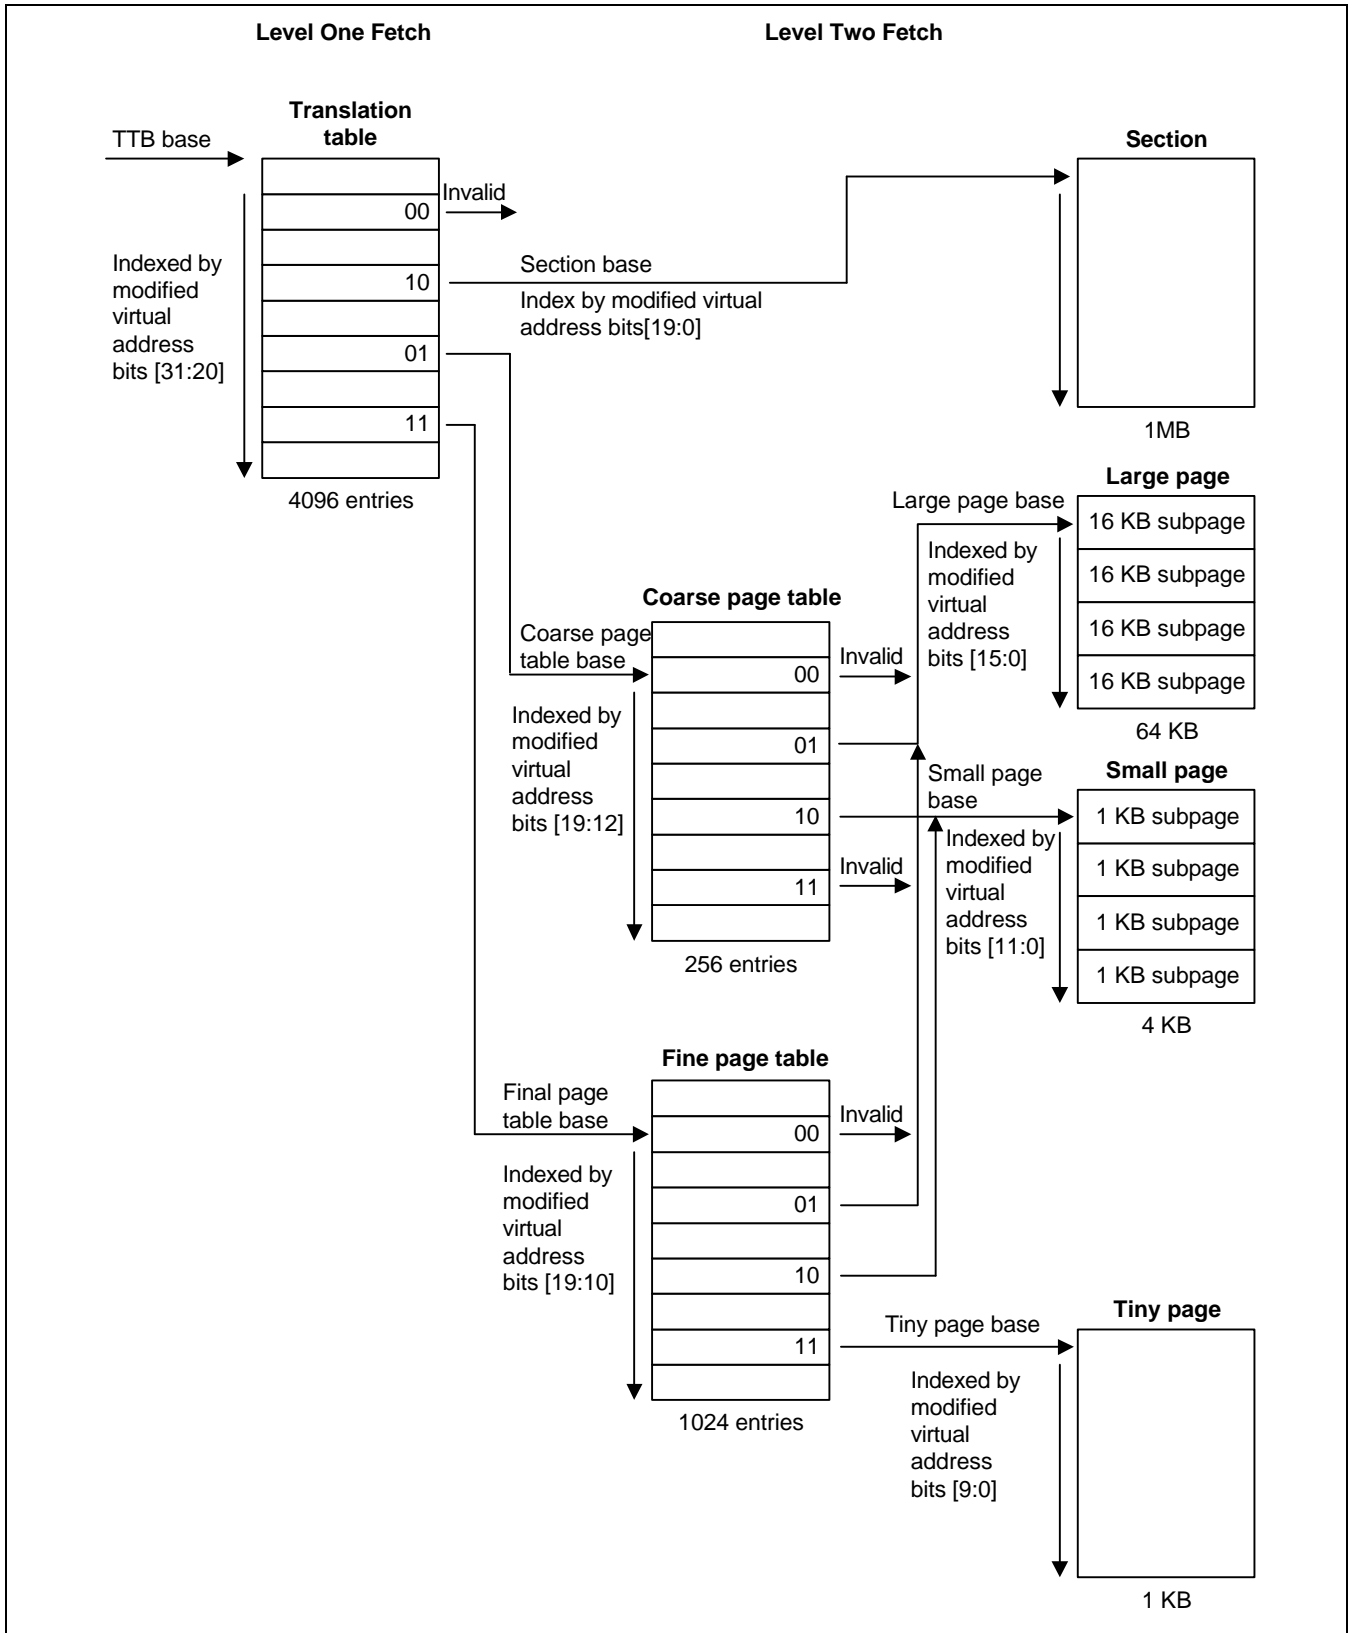 Level One Fetch
Level Two Fetch
Translation
table
TTB base
00
Invalid
10
01
11
4096 entries
Indexed by
modified
virtual
address
bits [31:20]
Section base
Index by modified virtual
address bits[19:0]
Section
1MB
Coarse page
table base
Coarse page table
00
Invalid
01
10
11
Invalid
256 entries
Indexed by
modified
virtual
address
bits [19:12]
Large page base
Large page
16 KB subpage
16 KB subpage
16 KB subpage
16 KB subpage
64 KB
Indexed by
modified
virtual
address
bits [15:0]
Small page
base
Small page
1 KB subpage
1 KB subpage
1 KB subpage
1 KB subpage
4 KB
Indexed by
modified
virtual
address
bits [11:0]
Final page
table base
Fine page table
00
Invalid
01
10
11
1024 entries
Indexed by
modified
virtual
address
bits [19:10]
Tiny page base
Tiny page
Indexed by
modified
virtual
address
bits [9:0]
1 KB